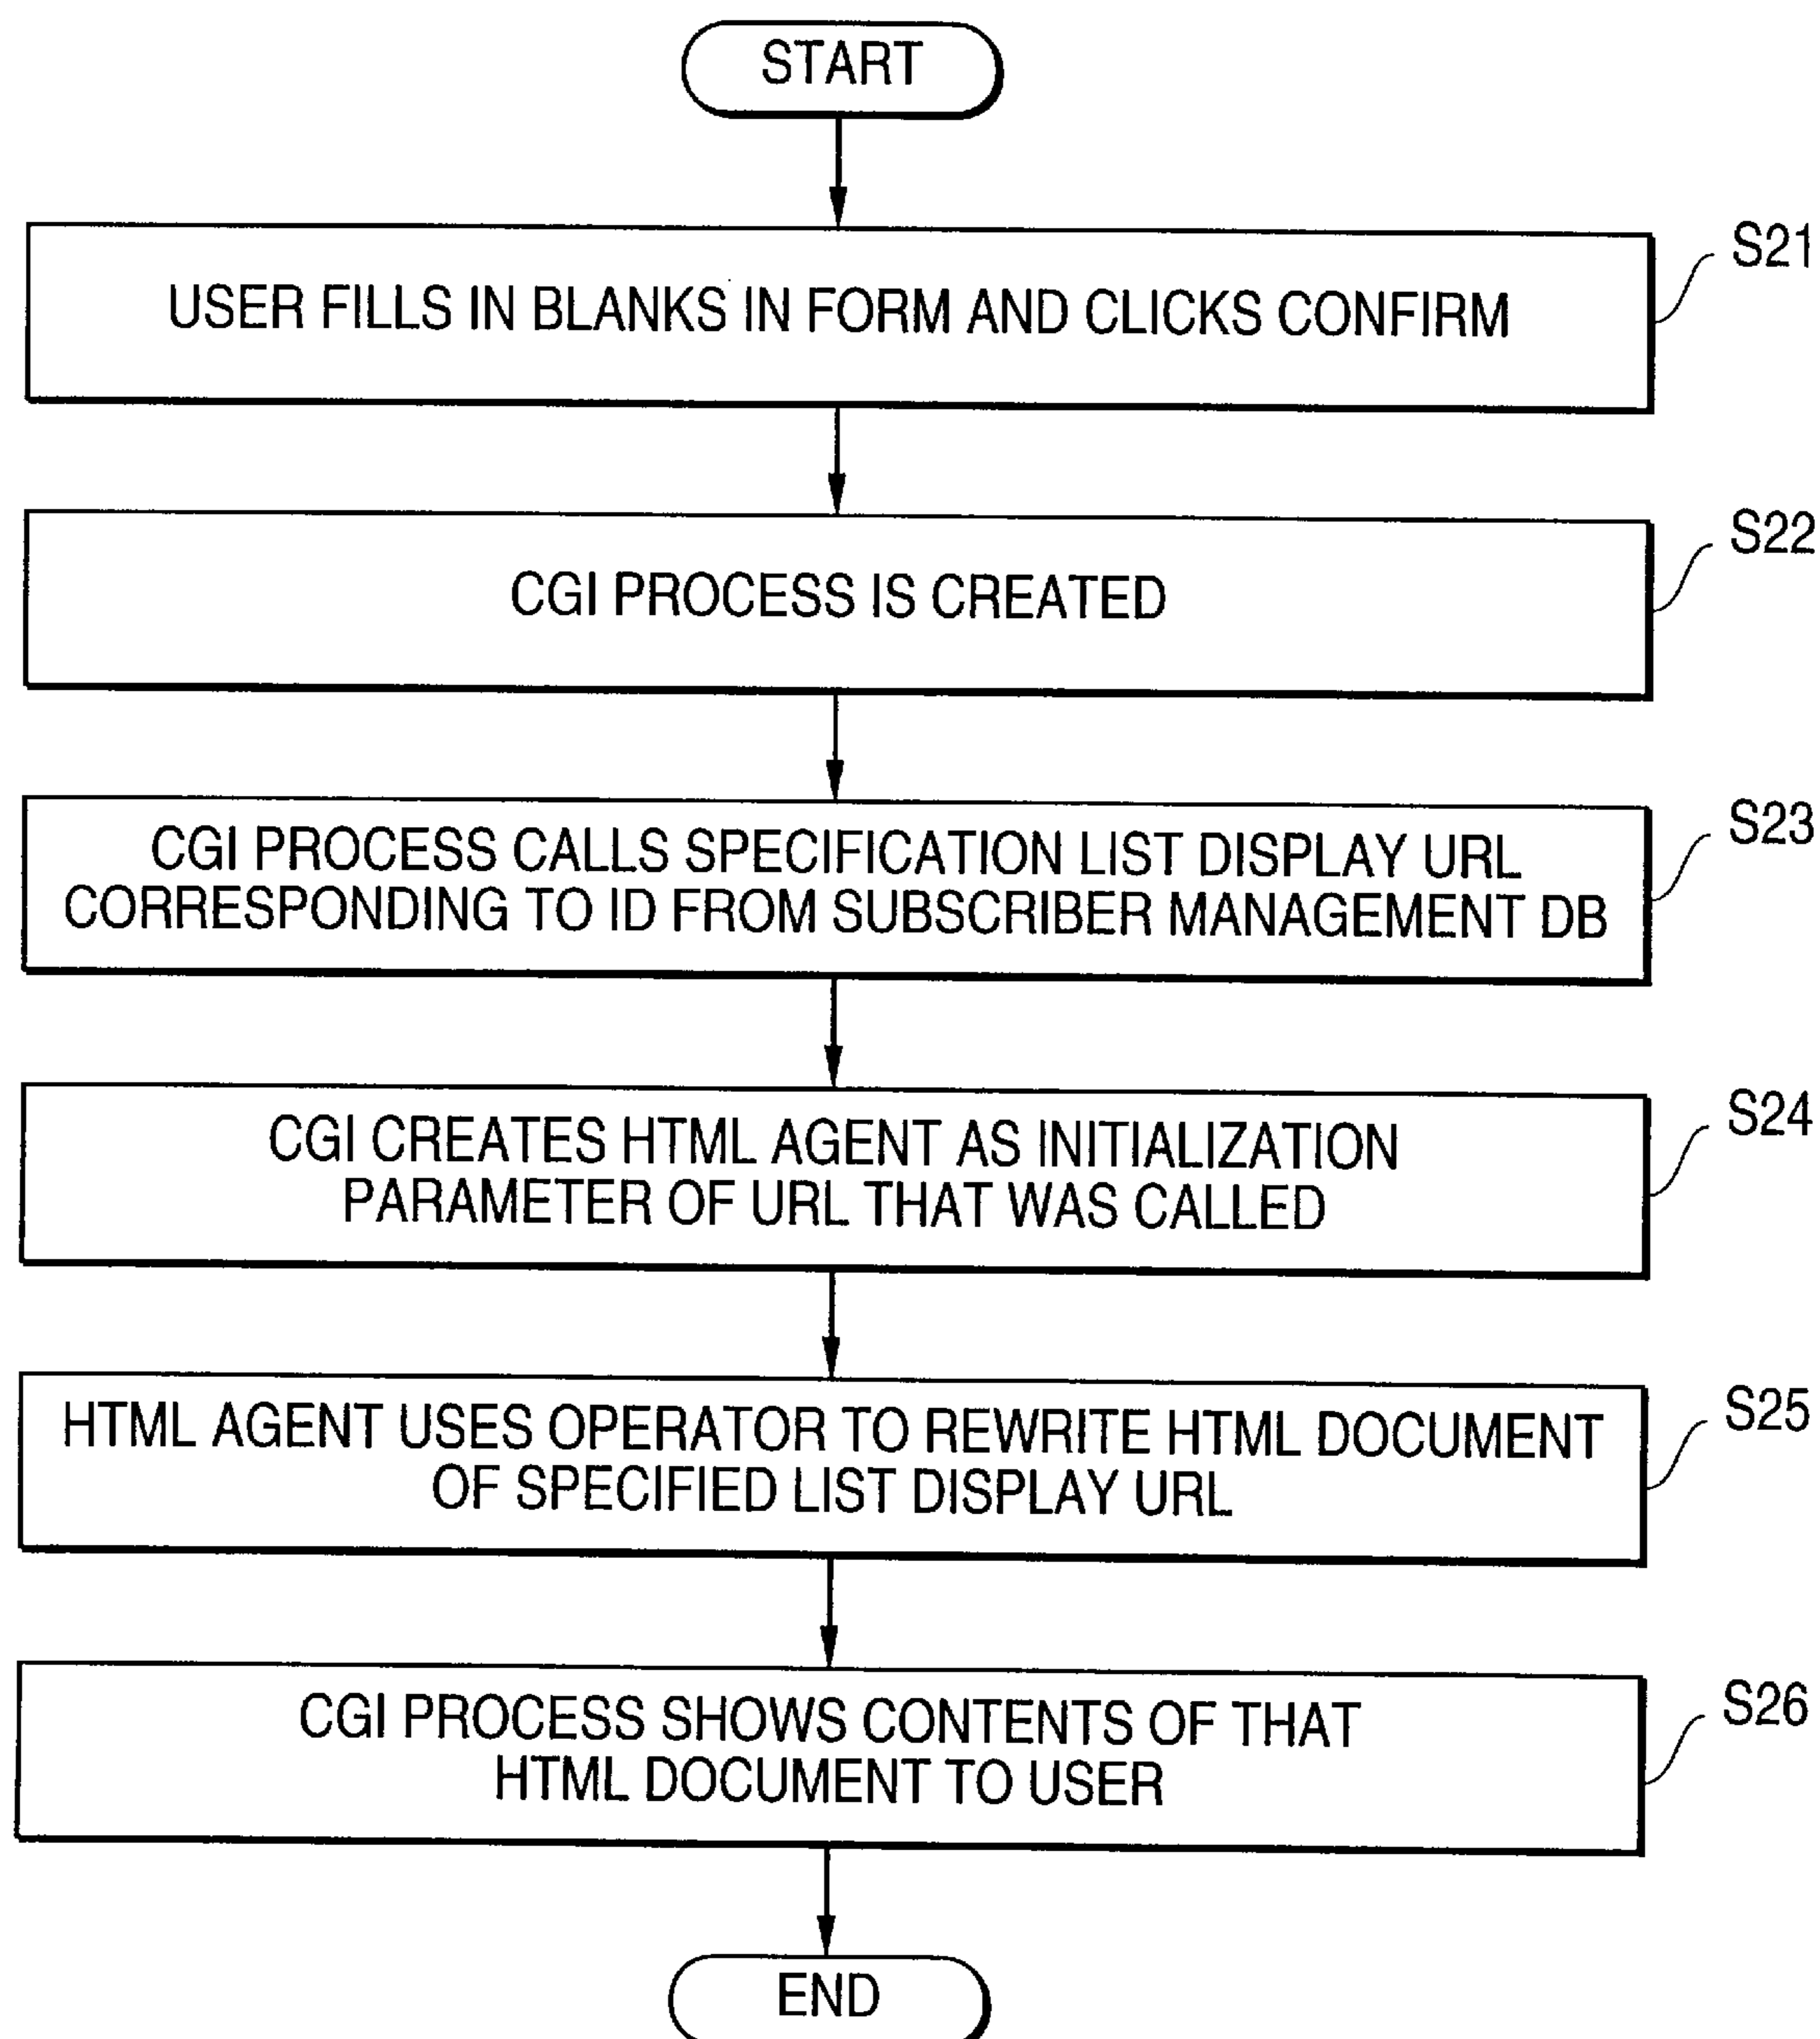 START
USER FILLS IN BLANKS IN FORM AND CLICKS CONFIRM
S21
CGI PROCESS IS CREATED
S22
CGI PROCESS CALLS SPECIFICATION LIST DISPLAY URL
CORRESPONDING TO ID FROM SUBSCRIBER MANAGEMENT DB
S23
CGI CREATES HTML AGENT AS INITIALIZATION
PARAMETER OF URL THAT WAS CALLED
S24
HTML AGENT USES OPERATOR TO REWRITE HTML DOCUMENT
OF SPECIFIED LIST DISPLAY URL
S25
CGI PROCESS SHOWS CONTENTS OF THAT
HTML DOCUMENT TO USER
S26
END